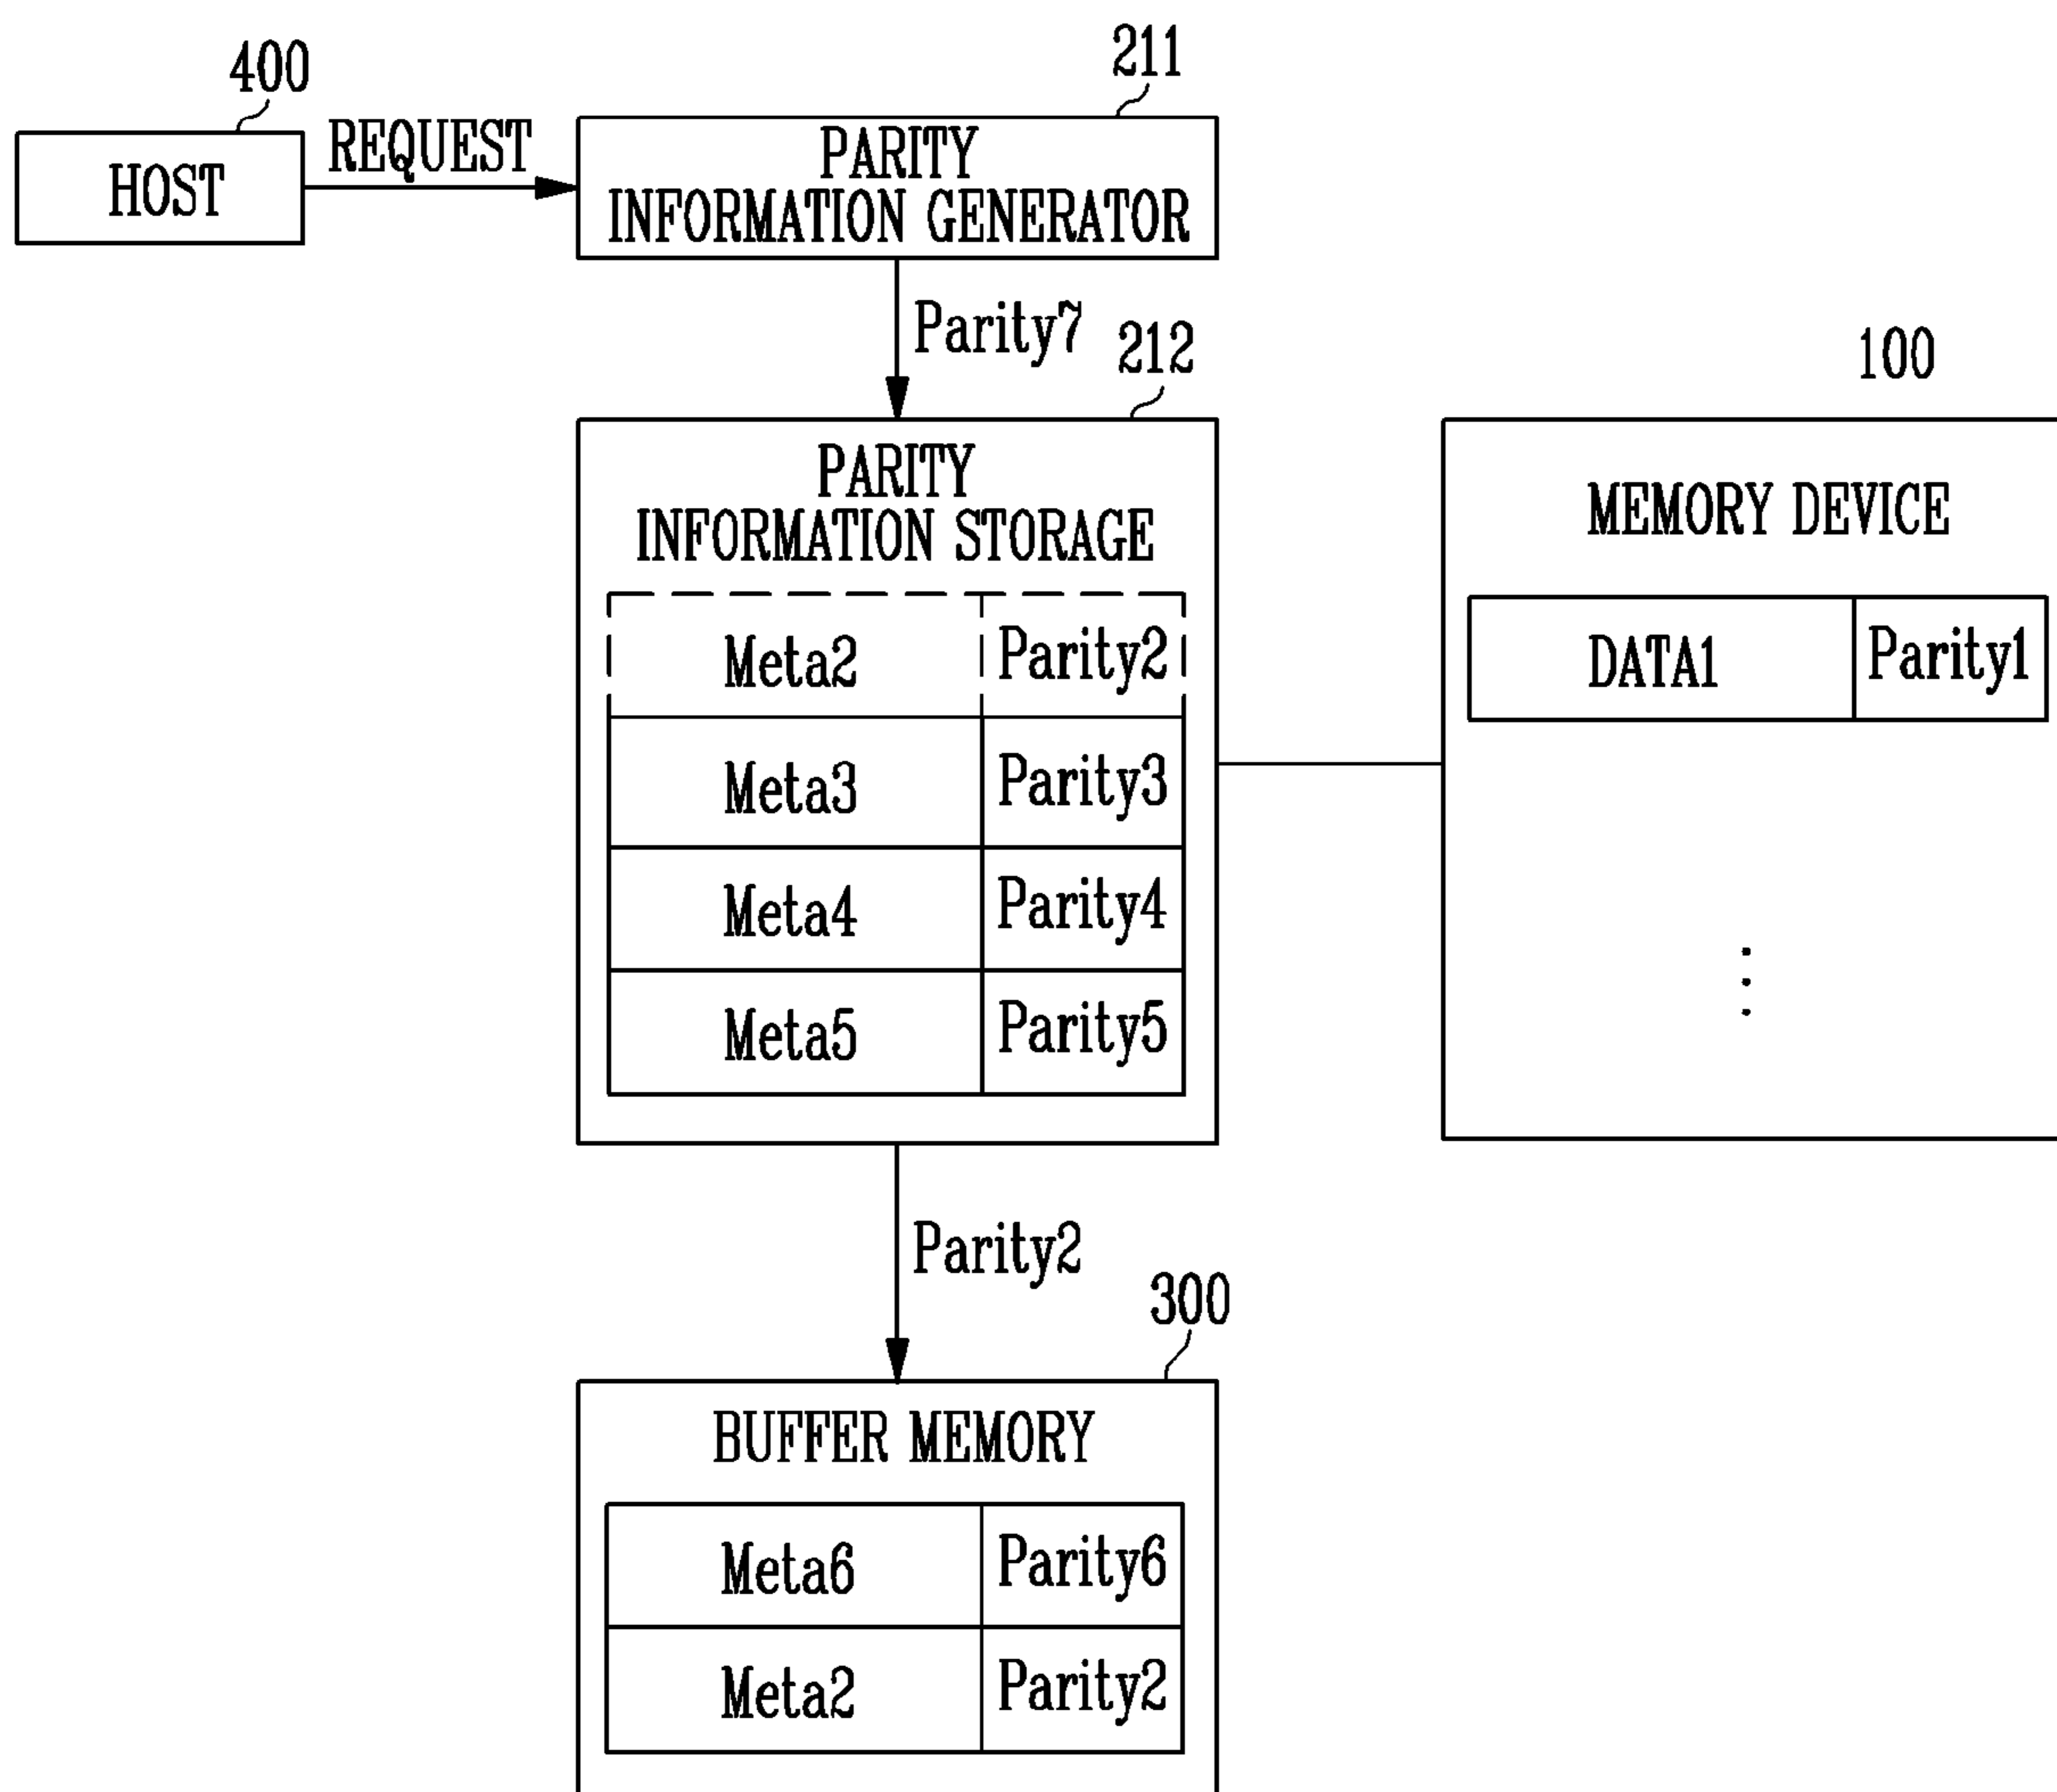 400
HOST
REQUEST
211
PARITY
INFORMATION GENERATOR
Parity7
212
PARITY
INFORMATION STORAGE
Meta2 Parity2
Meta3 Parity3
Meta4 Parity4
Meta5 Parity5
100
MEMORY DEVICE
DATA1 Parity1
Parity2
300
BUFFER MEMORY
Meta6 Parity6
Meta2 Parity2